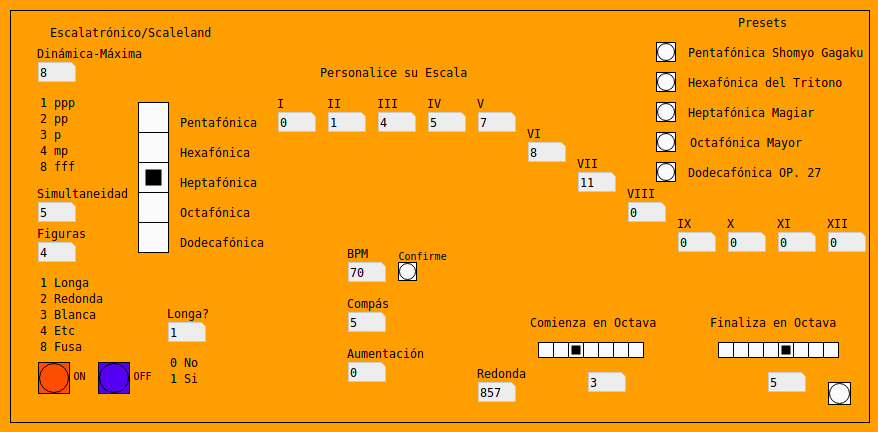 Escalatrónico/Scaleland
Dinámica-Máxima
8
1 ppp
2 pp
3 p
4 mp
8 fff
Simultaneidad
5
Figuras
4
1 Longa
2 Redonda
3 Blanca
4 Etc
8 Fusa
ON
OFF
Pentafónica
Hexafónica
Heptafónica
Octafónica
Dodecafónica
Longa?
1
0 No
1 Si
Personalice su Escala
I II III IV V
0 1 4 5 7
VI
8
VII
11
VIII
0
IX X XI XII
0 0 0 0
Presets
Pentafónica Shomyo Gagaku
Hexafónica del Tritono
Heptafónica Magiar
Octafónica Mayor
Dodecafónica OP. 27
BPM
70
Confirme
Compás
5
Aumentación
0
Redonda
857
Comienza en Octava
3
Finaliza en Octava
5